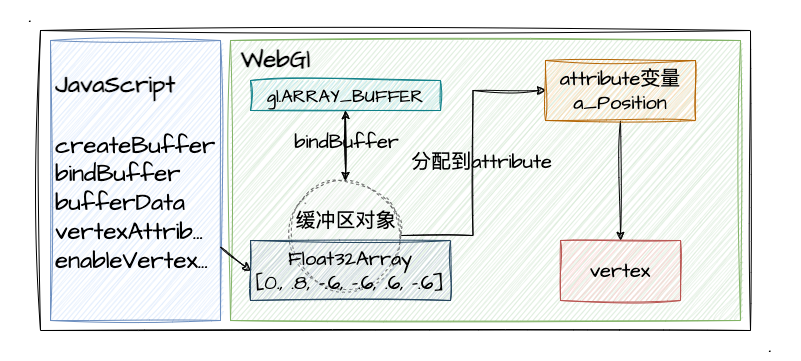 JavaScript
createBuffer
bindBuffer
bufferData
vertexAttrib...
enableVertex...
WebGl
gl.ARRAY_BUFFER
bindBuffer
缓冲区对象
Float32Array
[0., .8, -.6, -.6, .6, -.6]
分配到attribute
attribute变量
a_Position
vertex